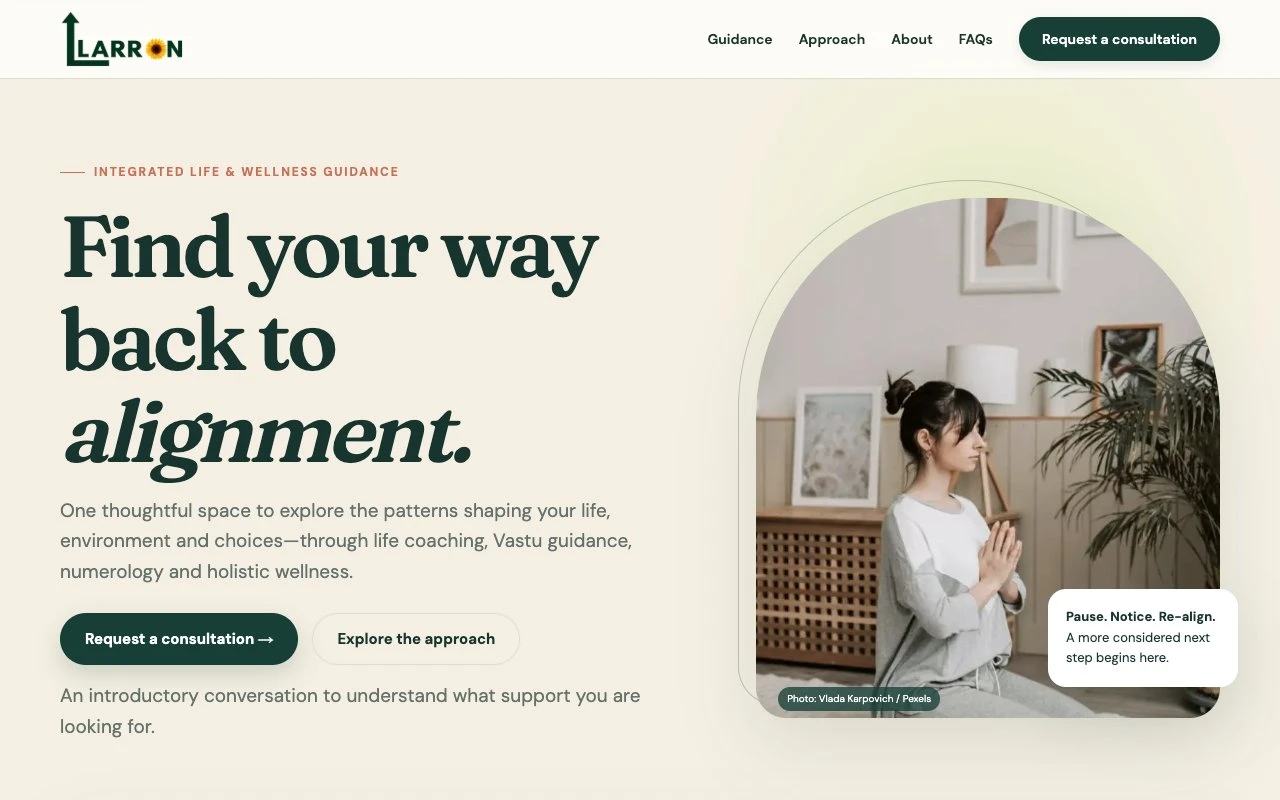 LARRON
Guidance
Approach
About
FAQs
Request a consultation
INTEGRATED LIFE & WELLNESS GUIDANCE
Find your way
back to
alignment.
One thoughtful space to explore the patterns shaping your life,
environment and choices—through life coaching, Vastu guidance,
numerology and holistic wellness.
Request a consultation →
Explore the approach
An introductory conversation to understand what support you are
looking for.
Pause. Notice. Re-align.
A more considered next
step begins here.
Photo: Vlada Karpovich / Pexels